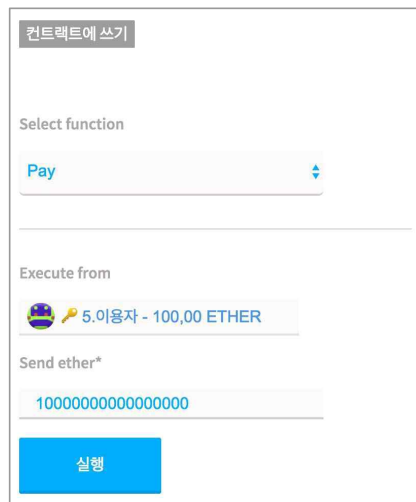 컨트랙트에 쓰기
Select function
Pay
Execute from
5.이용자 - 100,00 ETHER
Send ether*
10000000000000000
실행